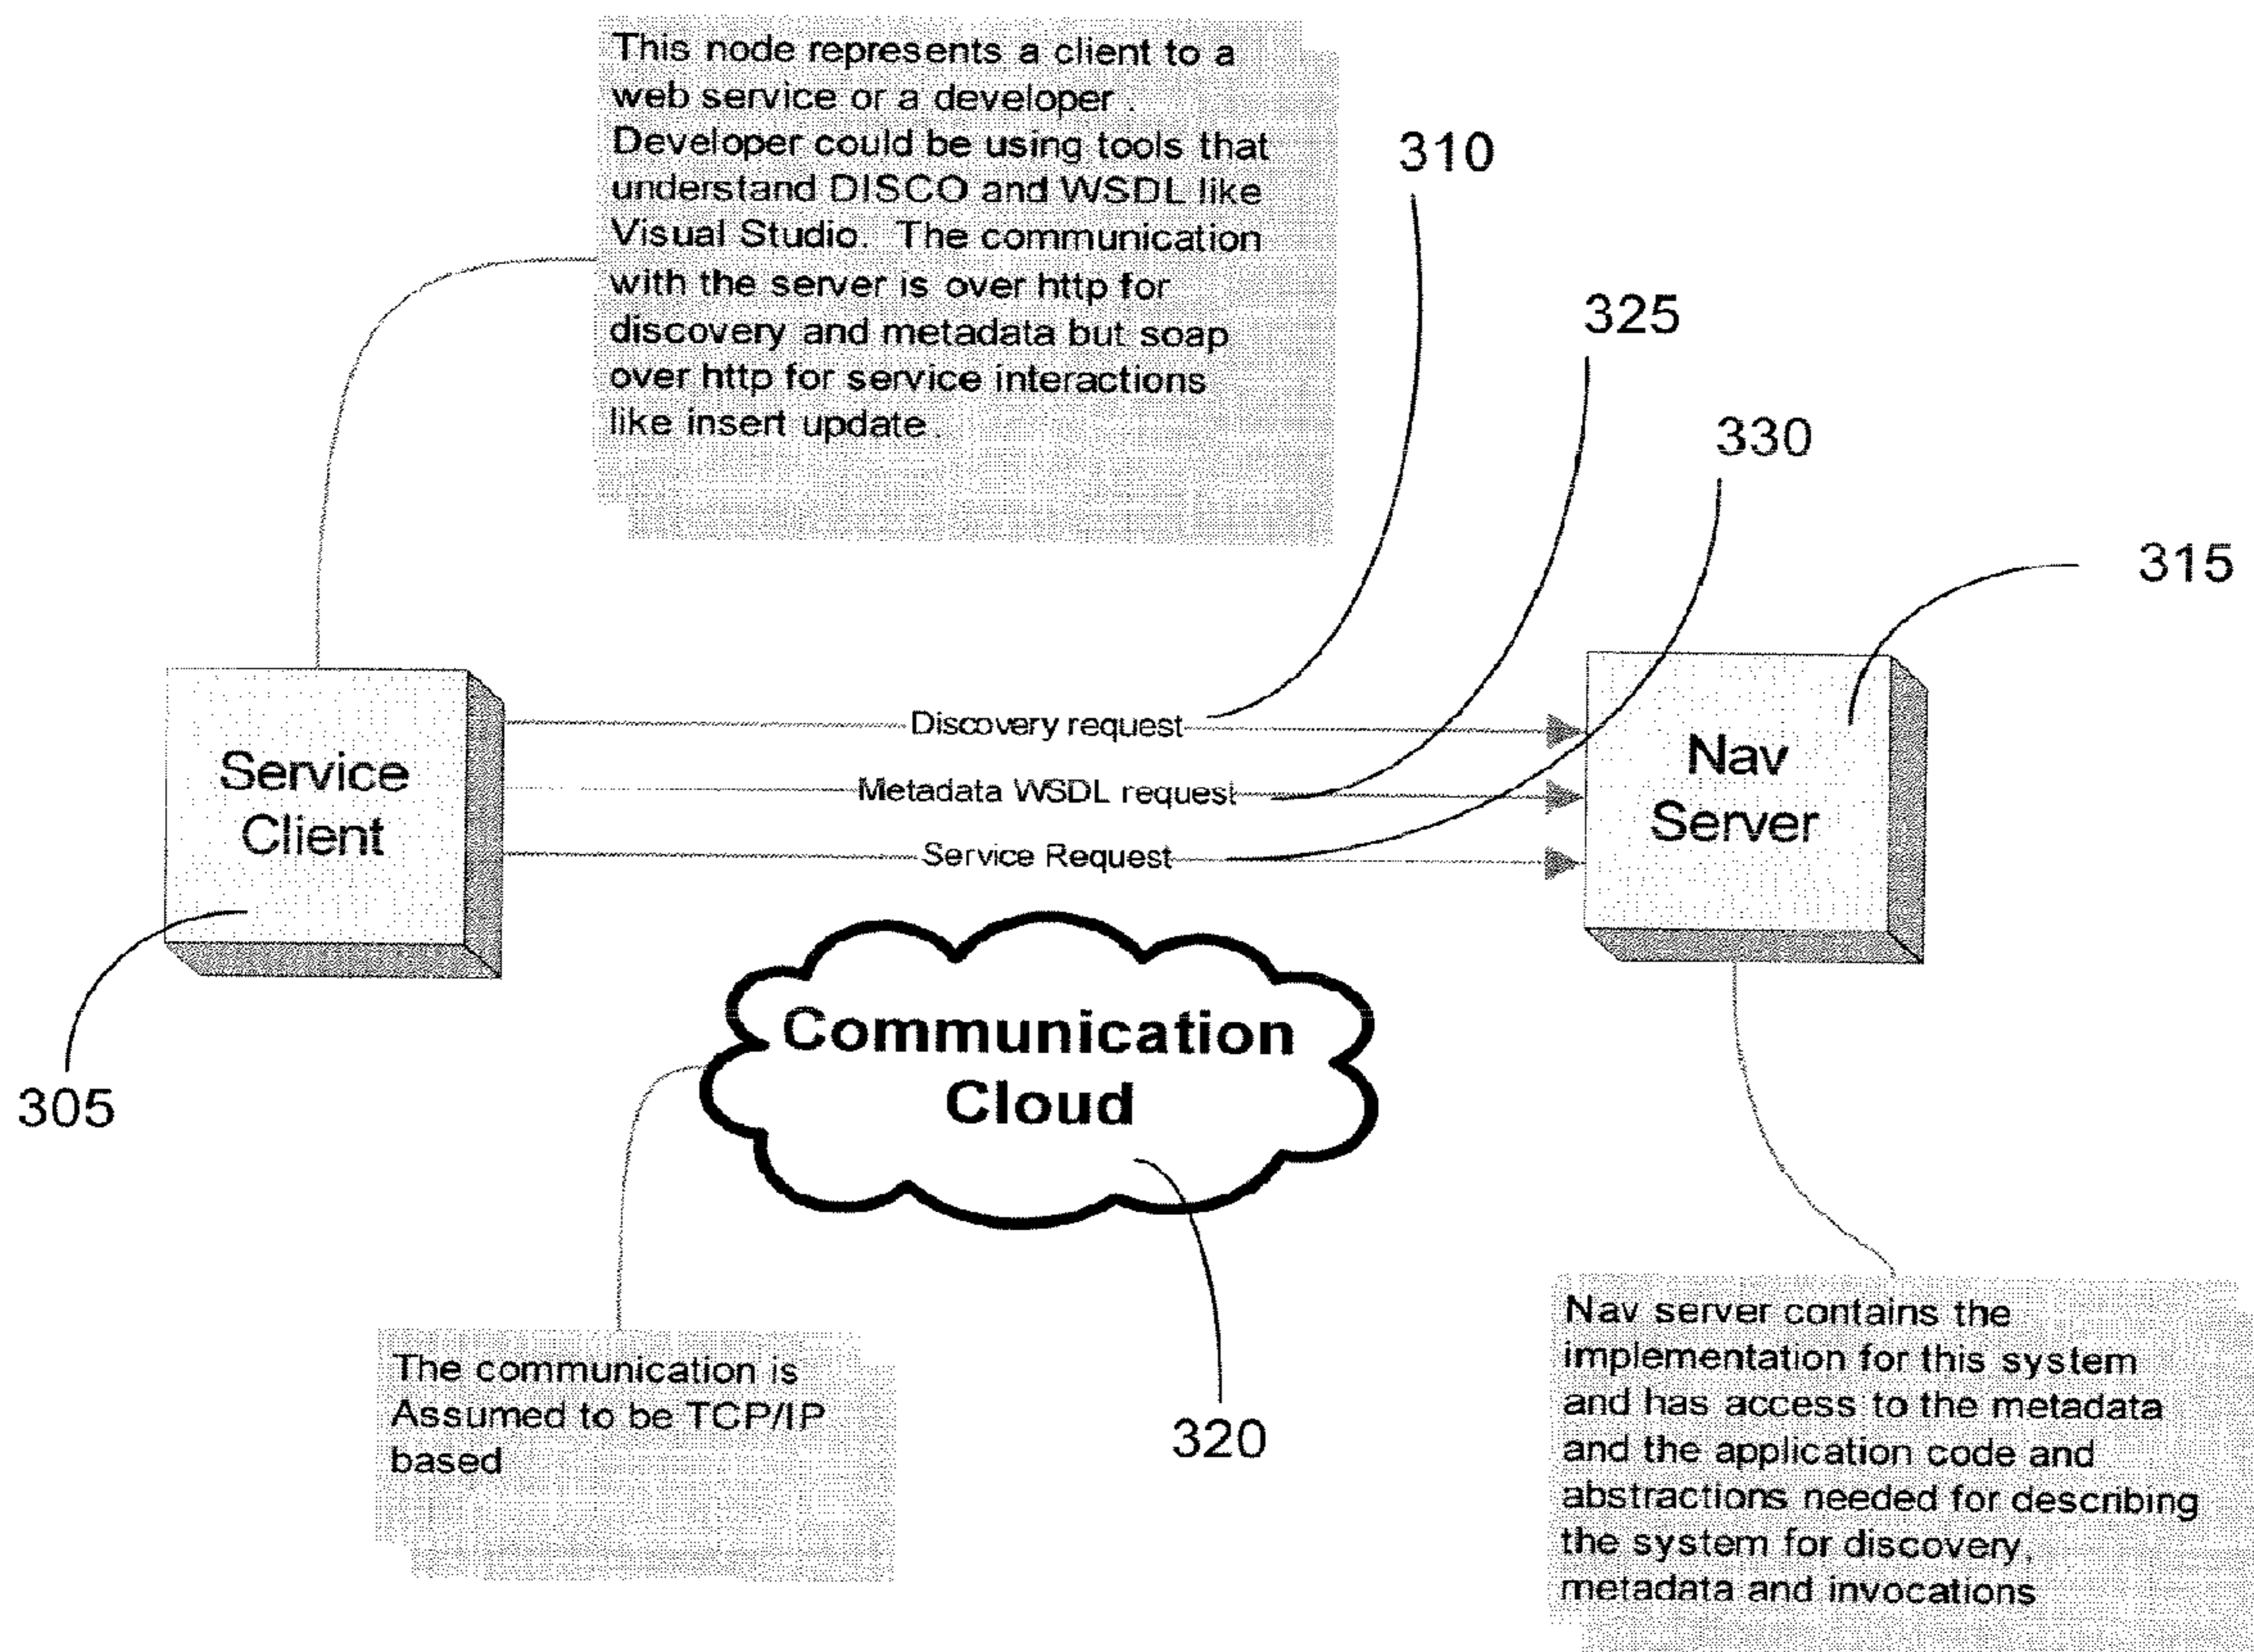 This node represents a client to a
web service or a developer.
Developer could be using tools that
understand DISCO and WSDL like
Visual Studio. The communication
with the server is over http for
discovery and metadata but soap
over http for service interactions
like insert update.
310
325
330
315
Discovery request
Metadata WSDL request
Service Request
Service
Client
Nav
Server
305
Communication
Cloud
320
The communication is
Assumed to be TCP/IP
based
Nav server contains the
implementation for this system
and has access to the metadata
and the application code and
abstractions needed for describing
the system for discovery,
metadata and invocations